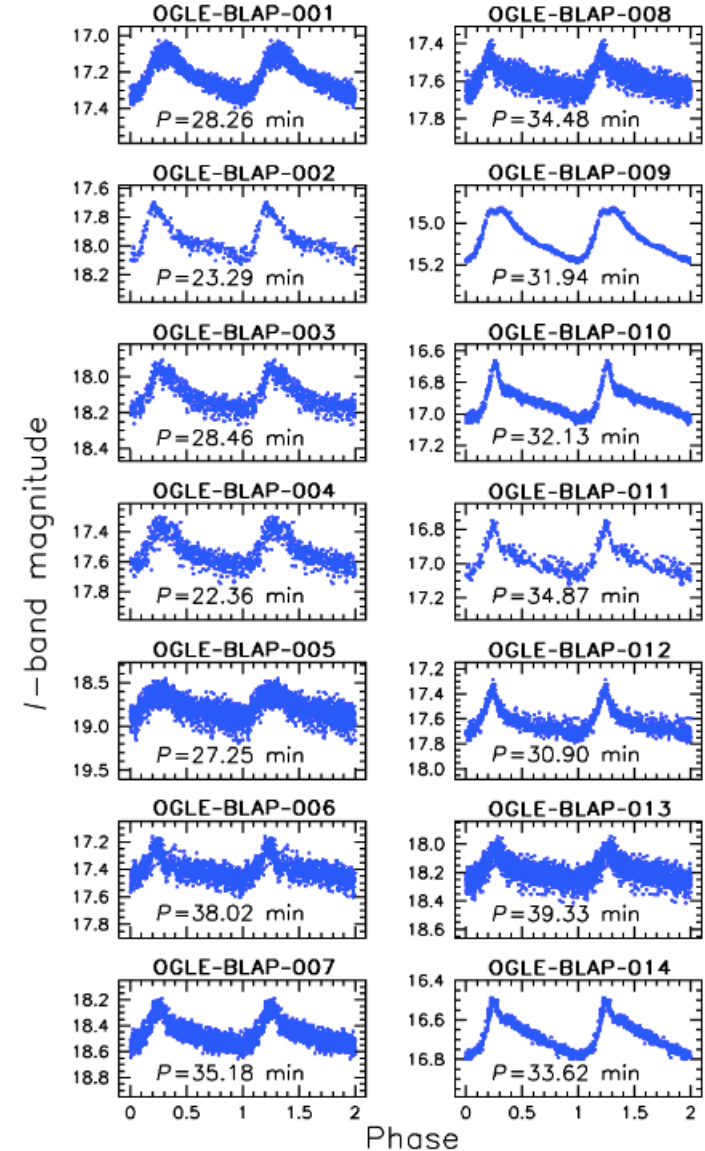 OGLE-BLAP-001
17.0
17.2
17.4
P=28.26 min
OGLE-BLAP-002
17.6
17.8
18.0
18.2
P=23.29 min
OGLE-BLAP-003
18.0
18.2
18.4
P=28.46 min
OGLE-BLAP-004
17.4
17.6
17.8
P=22.36 min
OGLE-BLAP-005
18.5
19.0
19.5
P=27.25 min
OGLE-BLAP-006
17.2
17.4
17.6
17.8
P=38.02 min
OGLE-BLAP-007
18.2
18.4
18.6
18.8
P=35.18 min
0 0.5 1 1.5 2
OGLE-BLAP-008
17.4
17.6
17.8
P=34.48 min
OGLE-BLAP-009
15.0
15.2
P=31.94 min
OGLE-BLAP-010
16.6
16.8
17.0
17.2
P=32.13 min
OGLE-BLAP-011
16.8
17.0
17.2
P=34.87 min
OGLE-BLAP-012
17.2
17.4
17.6
17.8
18.0
P=30.90 min
OGLE-BLAP-013
18.0
18.2
18.4
18.6
P=39.33 min
OGLE-BLAP-014
16.4
16.6
16.8
P=33.62 min
0 0.5 1 1.5 2
I-band magnitude
Phase